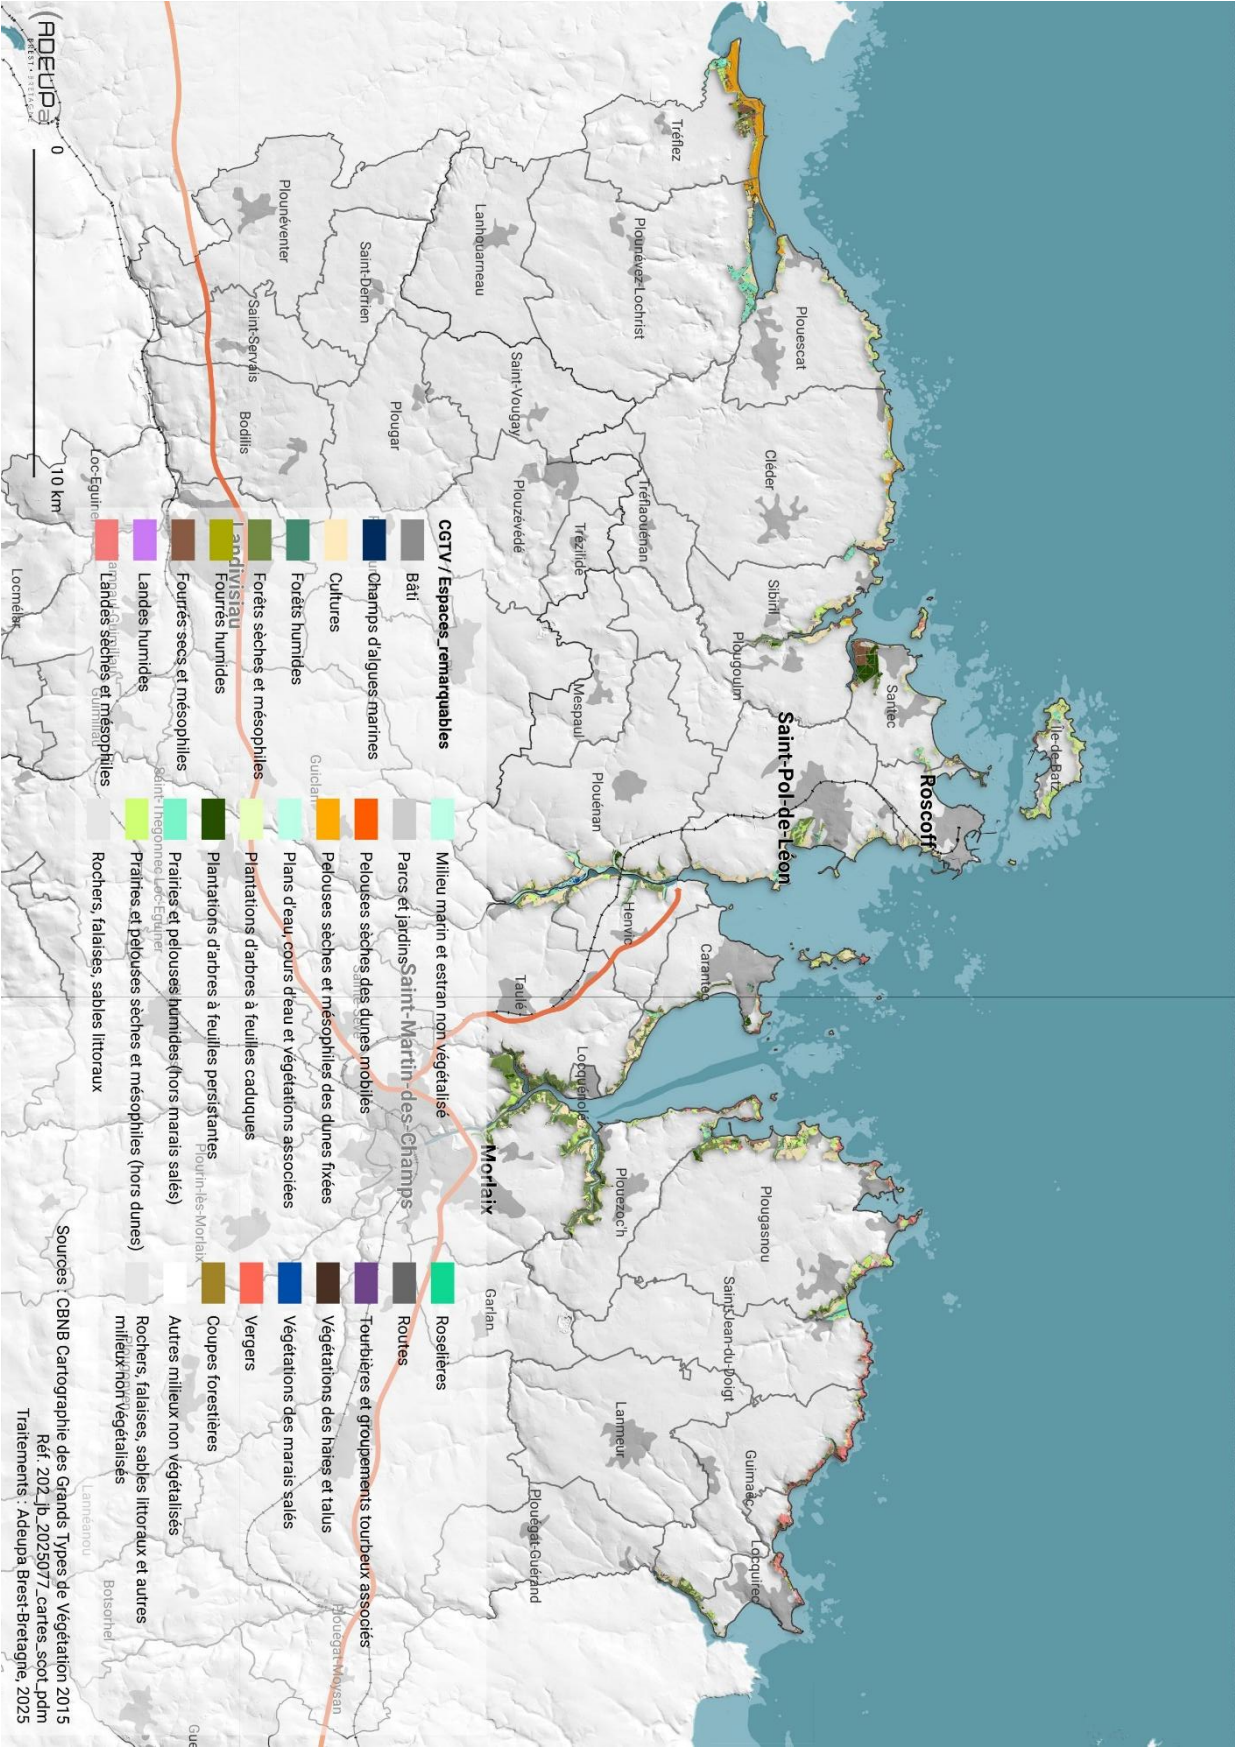 Roscoff
Saint-Pol-de-Léon
Morlaix
Landivisiau
Saint-Martin-des-Champs
Île-de-Batz
Santec
Plougoulm
Sibiril
Cléder
Plouescat
Tréflez
Plounévez-Lochrist
Lanhouarneau
Plounéventer
Saint-Derrien
Saint-Servais
Bodilis
Plougar
Saint-Vougay
Plouzévédé
Trézilidé
Tréflaouénan
Mespaul
Plouénan
Henvic
Carantec
Taulé
Locquénolé
Plouezoc'h
Plougasnou
Saint-Jean-du-Doigt
Garlan
Lanmeur
Guimaëc
Locquirec
Plouégat-Guérand
Plouégat-Moysan
Guiclan
Guimiliau
Locmélar
Saint-Thégonnec Loc-Eguiner
Plourin-lès-Morlaix
Lannéanou
Botsorhel
CGTV / Espaces_remarquables
Bâti
Champs d'algues marines
Cultures
Forêts humides
Forêts sèches et mésophiles
Fourrés humides
Fourrés secs et mésophiles
Landes humides
Landes sèches et mésophiles
Milieu marin et estran non végétalisé
Parcs et jardins
Pelouses sèches des dunes mobiles
Pelouses sèches et mésophiles des dunes fixées
Plans d'eau, cours d'eau et végétations associées
Plantations d'arbres à feuilles caduques
Plantations d'arbres à feuilles persistantes
Prairies et pelouses humides (hors marais salés)
Prairies et pelouses sèches et mésophiles (hors dunes)
Rochers, falaises, sables littoraux
Roselières
Routes
Tourbières et groupements tourbeux associés
Végétations des haies et talus
Végétations des marais salés
Vergers
Coupes forestières
Autres milieux non végétalisés
Rochers, falaises, sables littoraux et autres
milieux non végétalisés
0 10 km
ADEUPa
BREST • BRETAGNE
Sources : CBNB Cartographie des Grands Types de Végétation 2015
Réf. 202_jb_2025077_cartes_scot_pdm
Traitements : Adeupa Brest-Bretagne, 2025